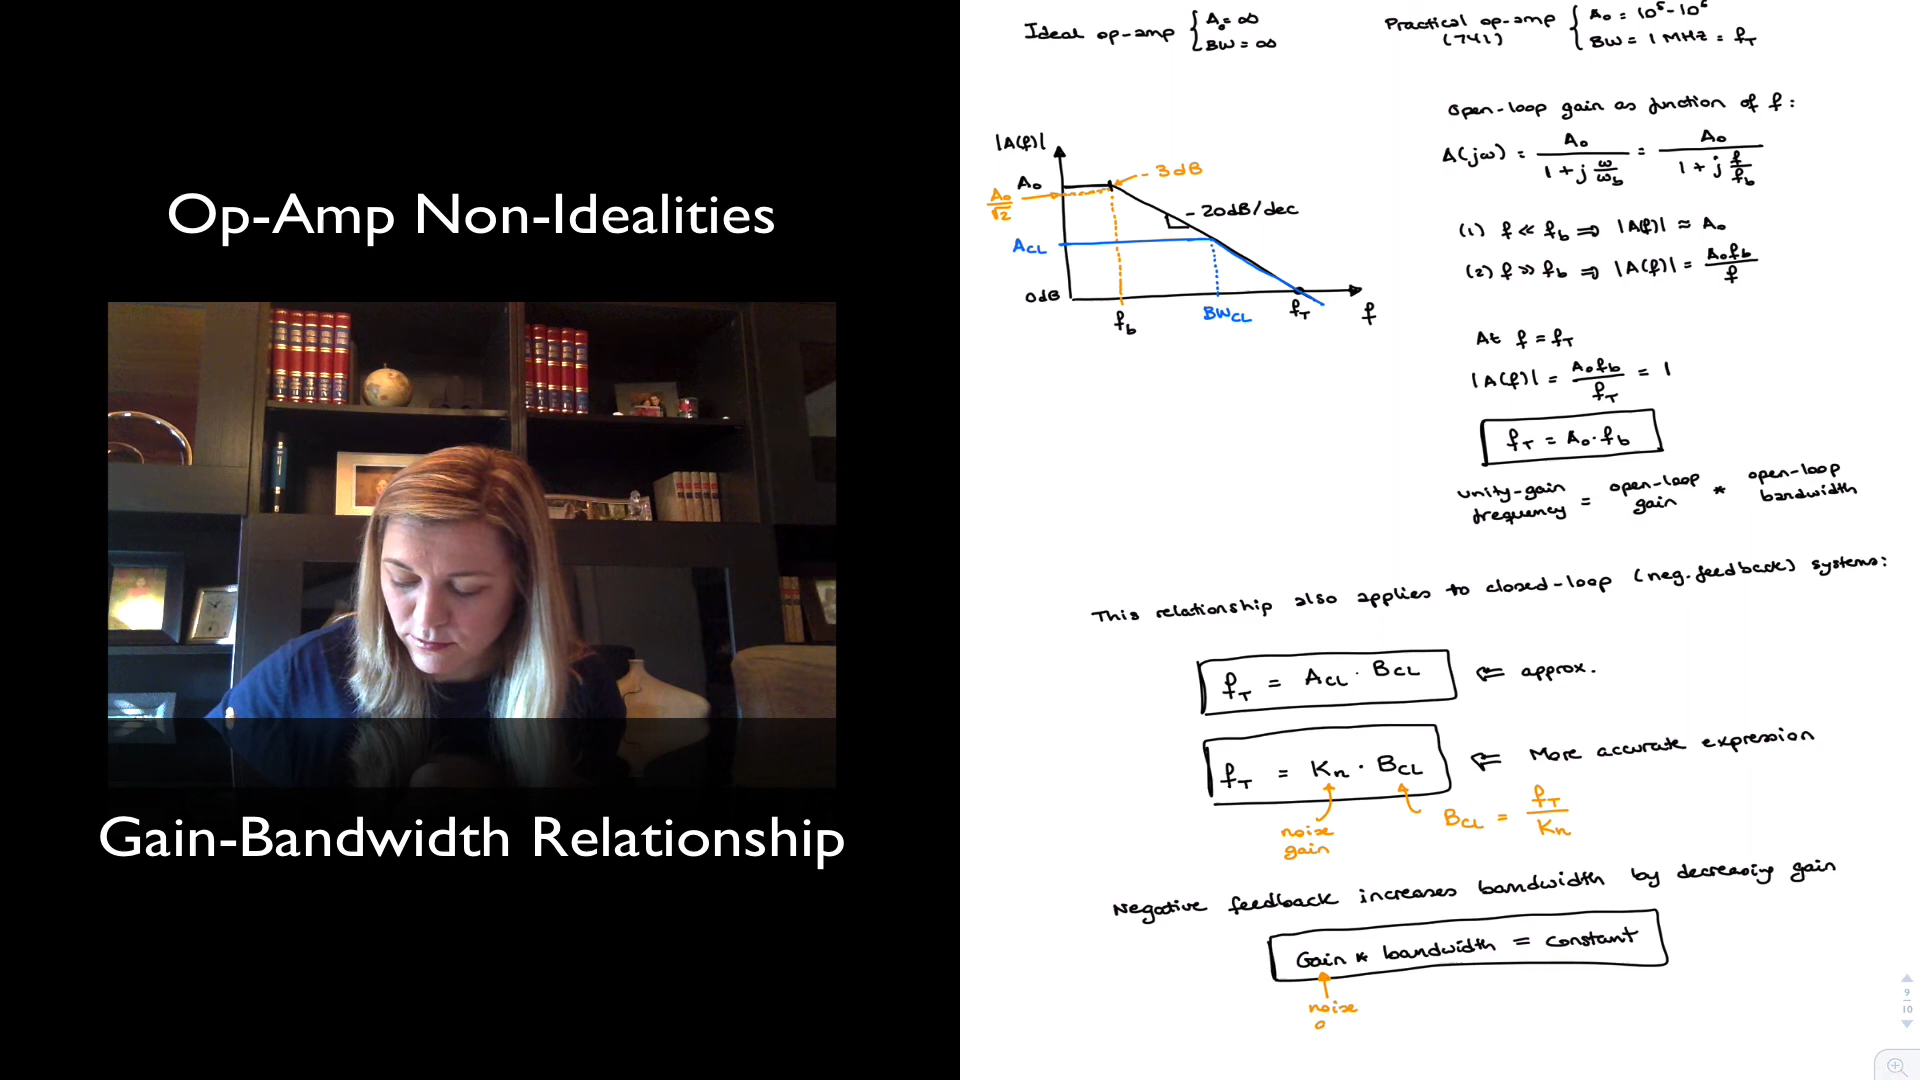 Op-Amp Non-Idealities
Gain-Bandwidth Relationship
Ideal op-amp { A₀ = ∞
BW = ∞
Practical op-amp { A₀ = 10⁵-10⁶
(741) BW = 1 MHz = f_T
Open-loop gain as function of f:
A(jω) = A₀ / (1 + j ω/ω_b) = A₀ / (1 + j f/f_b)
|A(f)|
A₀
-3dB
A₀/√2
-20dB/dec
A_CL
0dB
f_b
BW_CL
f_T
f
(1) f ≪ f_b ⇒ |A(f)| ≈ A₀
(2) f ≫ f_b ⇒ |A(f)| = A₀f_b / f
At f = f_T
|A(f)| = A₀f_b / f_T = 1
f_T = A₀·f_b
unity-gain frequency = open-loop gain * open-loop bandwidth
This relationship also applies to closed-loop (neg. feedback) systems:
f_T = A_CL · B_CL ⇐ approx.
f_T = K_n · B_CL ⇐ More accurate expression
noise
gain
B_CL = f_T / K_n
Negative feedback increases bandwidth by decreasing gain
Gain * bandwidth = constant
noise
9
10